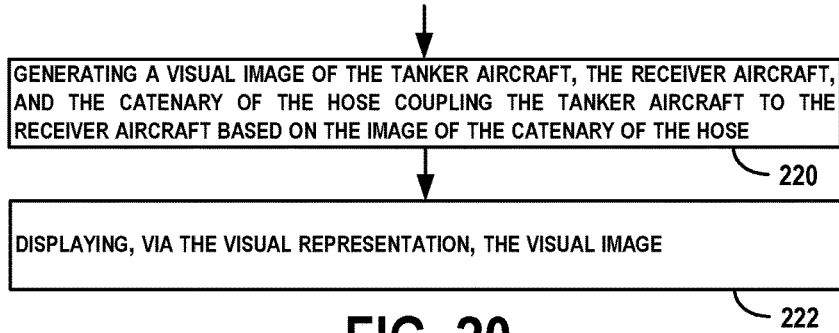 GENERATING A VISUAL IMAGE OF THE TANKER AIRCRAFT, THE RECEIVER AIRCRAFT,
AND THE CATENARY OF THE HOSE COUPLING THE TANKER AIRCRAFT TO THE
RECEIVER AIRCRAFT BASED ON THE IMAGE OF THE CATENARY OF THE HOSE
220
DISPLAYING, VIA THE VISUAL REPRESENTATION, THE VISUAL IMAGE
222
FIG. 20